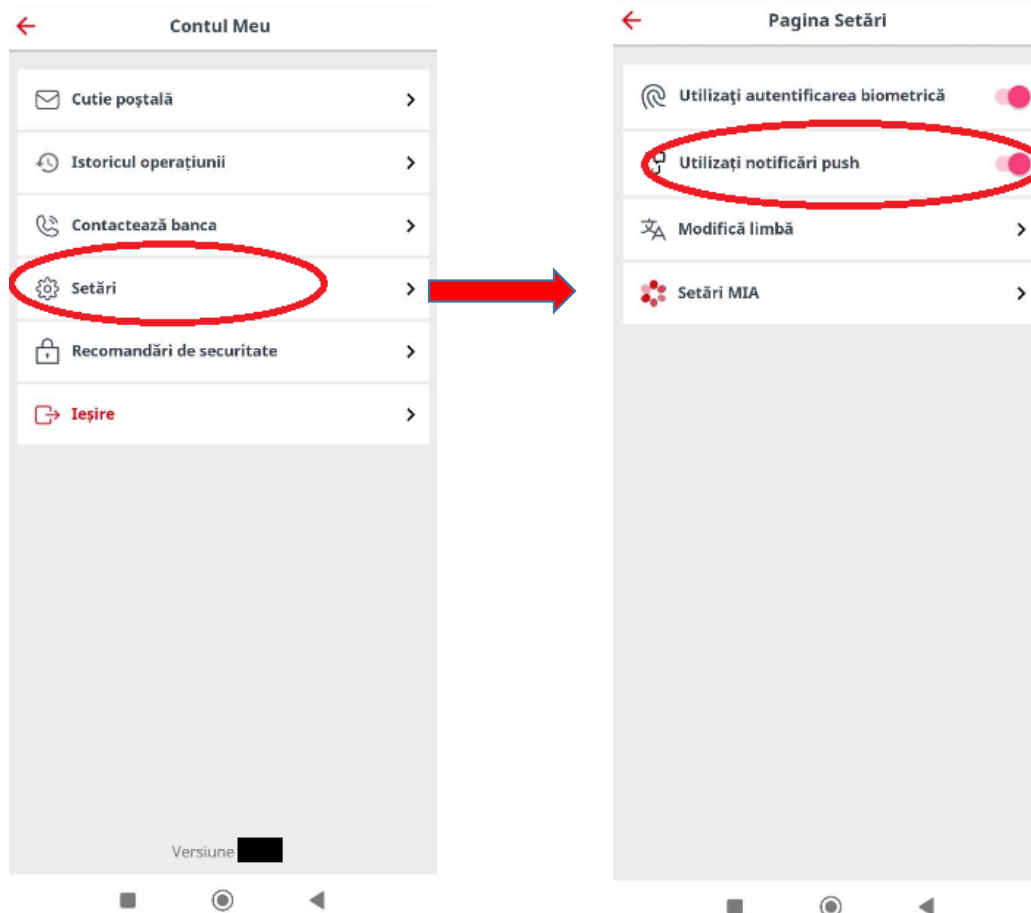 Contul Meu
Cutie poștală
Istoricul operațiunii
Contactează banca
Setări
Recomandări de securitate
Ieșire
Versiune
Pagina Setări
Utilizaţi autentificarea biometrică
Utilizați notificări push
Modifică limbă
Setări MIA